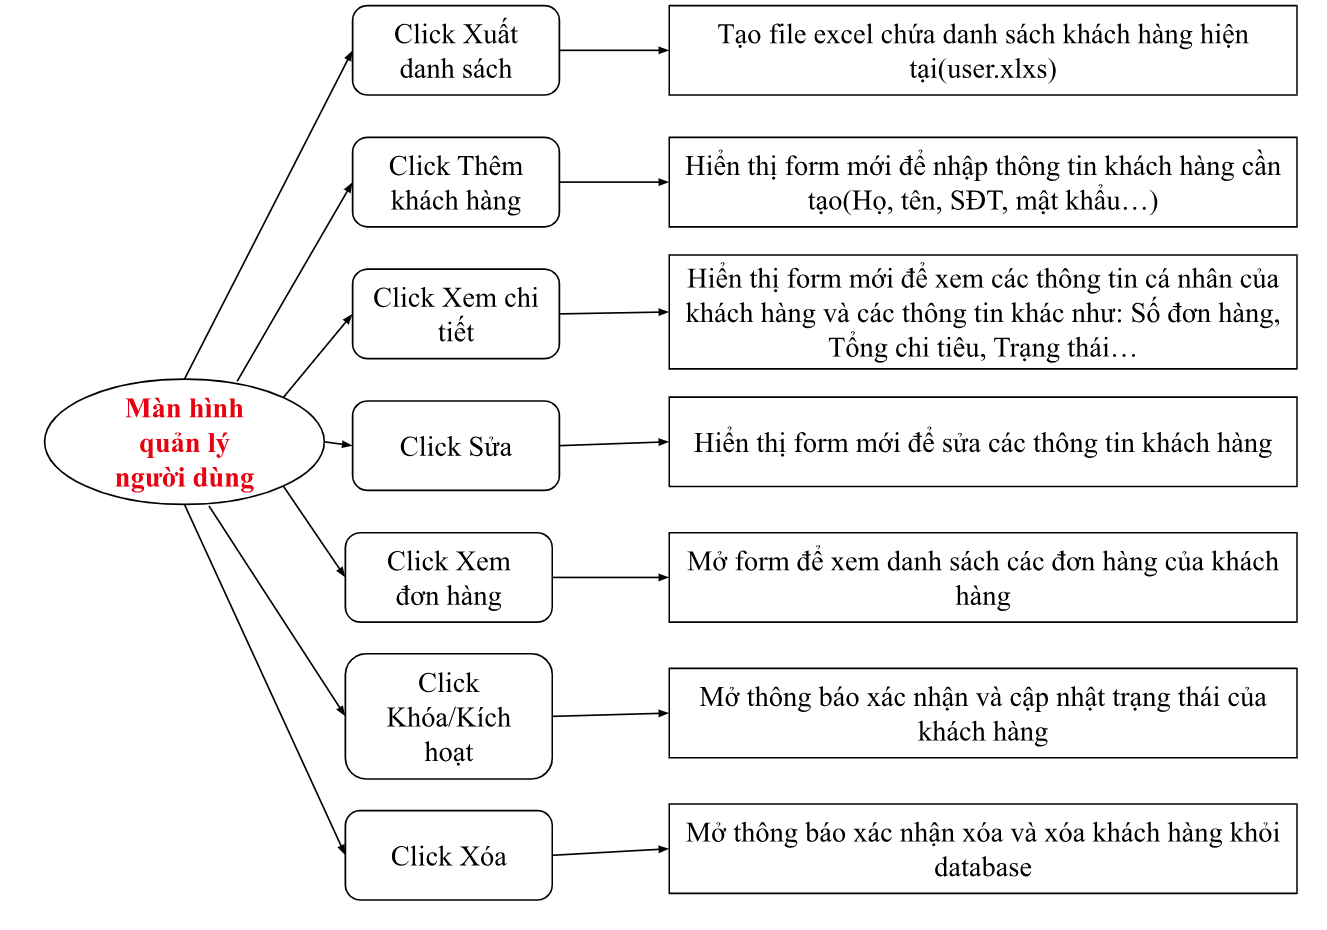 Click Xuất
danh sách
Tạo file excel chứa danh sách khách hàng hiện
tại(user.xlxs)
Click Thêm
khách hàng
Hiển thị form mới để nhập thông tin khách hàng cần
tạo(Họ, tên, SĐT, mật khẩu…)
Click Xem chi
tiết
Hiển thị form mới để xem các thông tin cá nhân của
khách hàng và các thông tin khác như: Số đơn hàng,
Tổng chi tiêu, Trạng thái…
Màn hình
quản lý
người dùng
Click Sửa
Hiển thị form mới để sửa các thông tin khách hàng
Click Xem
đơn hàng
Mở form để xem danh sách các đơn hàng của khách
hàng
Click
Khóa/Kích
hoạt
Mở thông báo xác nhận và cập nhật trạng thái của
khách hàng
Click Xóa
Mở thông báo xác nhận xóa và xóa khách hàng khỏi
database